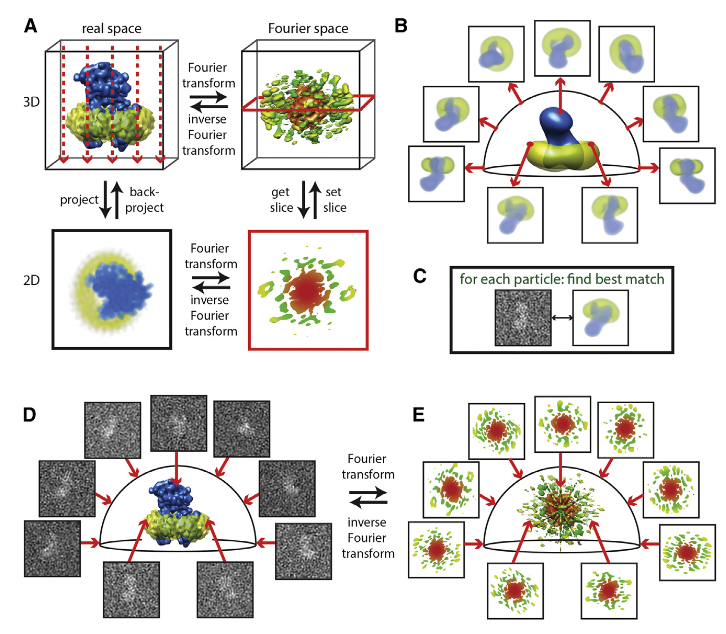 A
real space
Fourier space
3D
Fourier
transform
inverse
Fourier
transform
project
back-
project
get
slice
set
slice
2D
Fourier
transform
inverse
Fourier
transform
B
C
for each particle: find best match
D
Fourier
transform
inverse
Fourier
transform
E